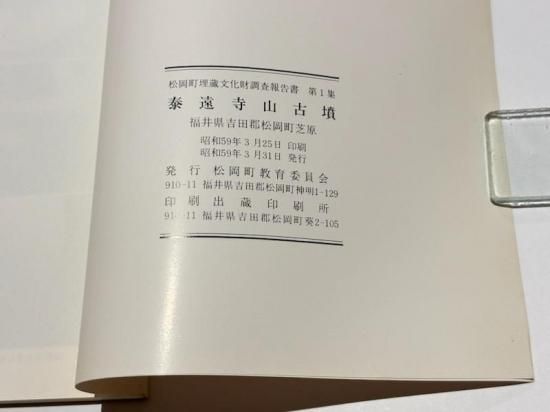 松岡町埋蔵文化財調査報告書 第1集
泰遠寺山古墳
福井県吉田郡松岡町芝原
昭和59年3月25日 印刷
昭和59年3月31日 発行
発行 松岡町教育委員会
910-11 福井県吉田郡松岡町神明1-129
印刷出蔵印刷所
910-11 福井県吉田郡松岡町葵2-105